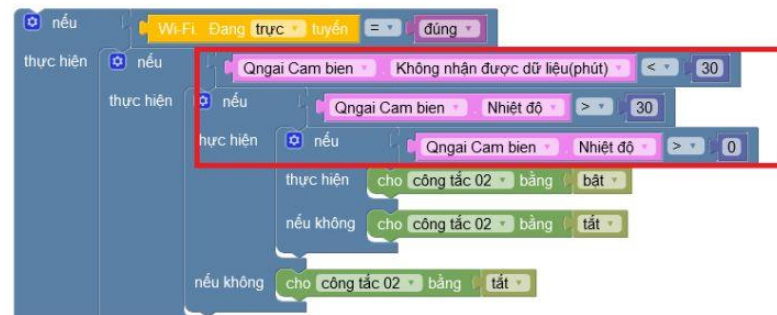 nếu Wi-Fi. Đang trực tuyến = đúng
thực hiện nếu Qngai Cam bien . Không nhận được dữ liệu(phút) < 30
thực hiện nếu Qngai Cam bien . Nhiệt độ > 30
thực hiện nếu Qngai Cam bien . Nhiệt độ > 0
thực hiện cho công tắc 02 bằng bật
nếu không cho công tắc 02 bằng tắt
nếu không cho công tắc 02 bằng tắt